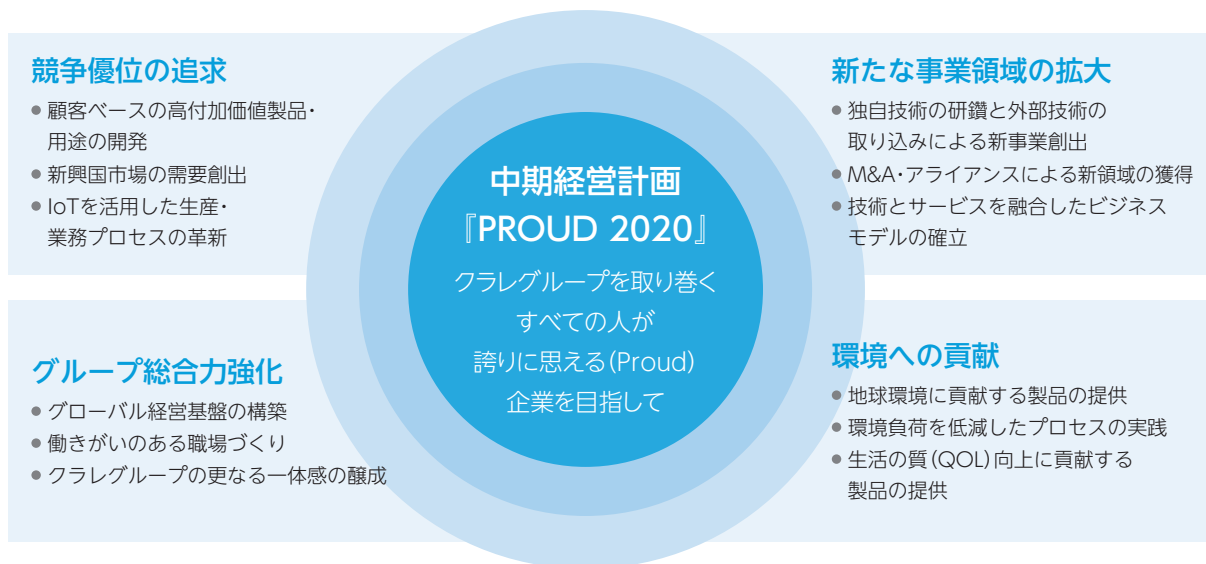 競争優位の追求
● 顧客ベースの高付加価値製品・
用途の開発
● 新興国市場の需要創出
● IoTを活用した生産・
業務プロセスの革新
中期経営計画
『PROUD 2020』
クラレグループを取り巻く
すべての人が
誇りに思える(Proud)
企業を目指して
新たな事業領域の拡大
● 独自技術の研鑽と外部技術の
取り込みによる新事業創出
● M&A・アライアンスによる新領域の獲得
● 技術とサービスを融合したビジネス
モデルの確立
グループ総合力強化
● グローバル経営基盤の構築
● 働きがいのある職場づくり
● クラレグループの更なる一体感の醸成
環境への貢献
● 地球環境に貢献する製品の提供
● 環境負荷を低減したプロセスの実践
● 生活の質(QOL)向上に貢献する
製品の提供